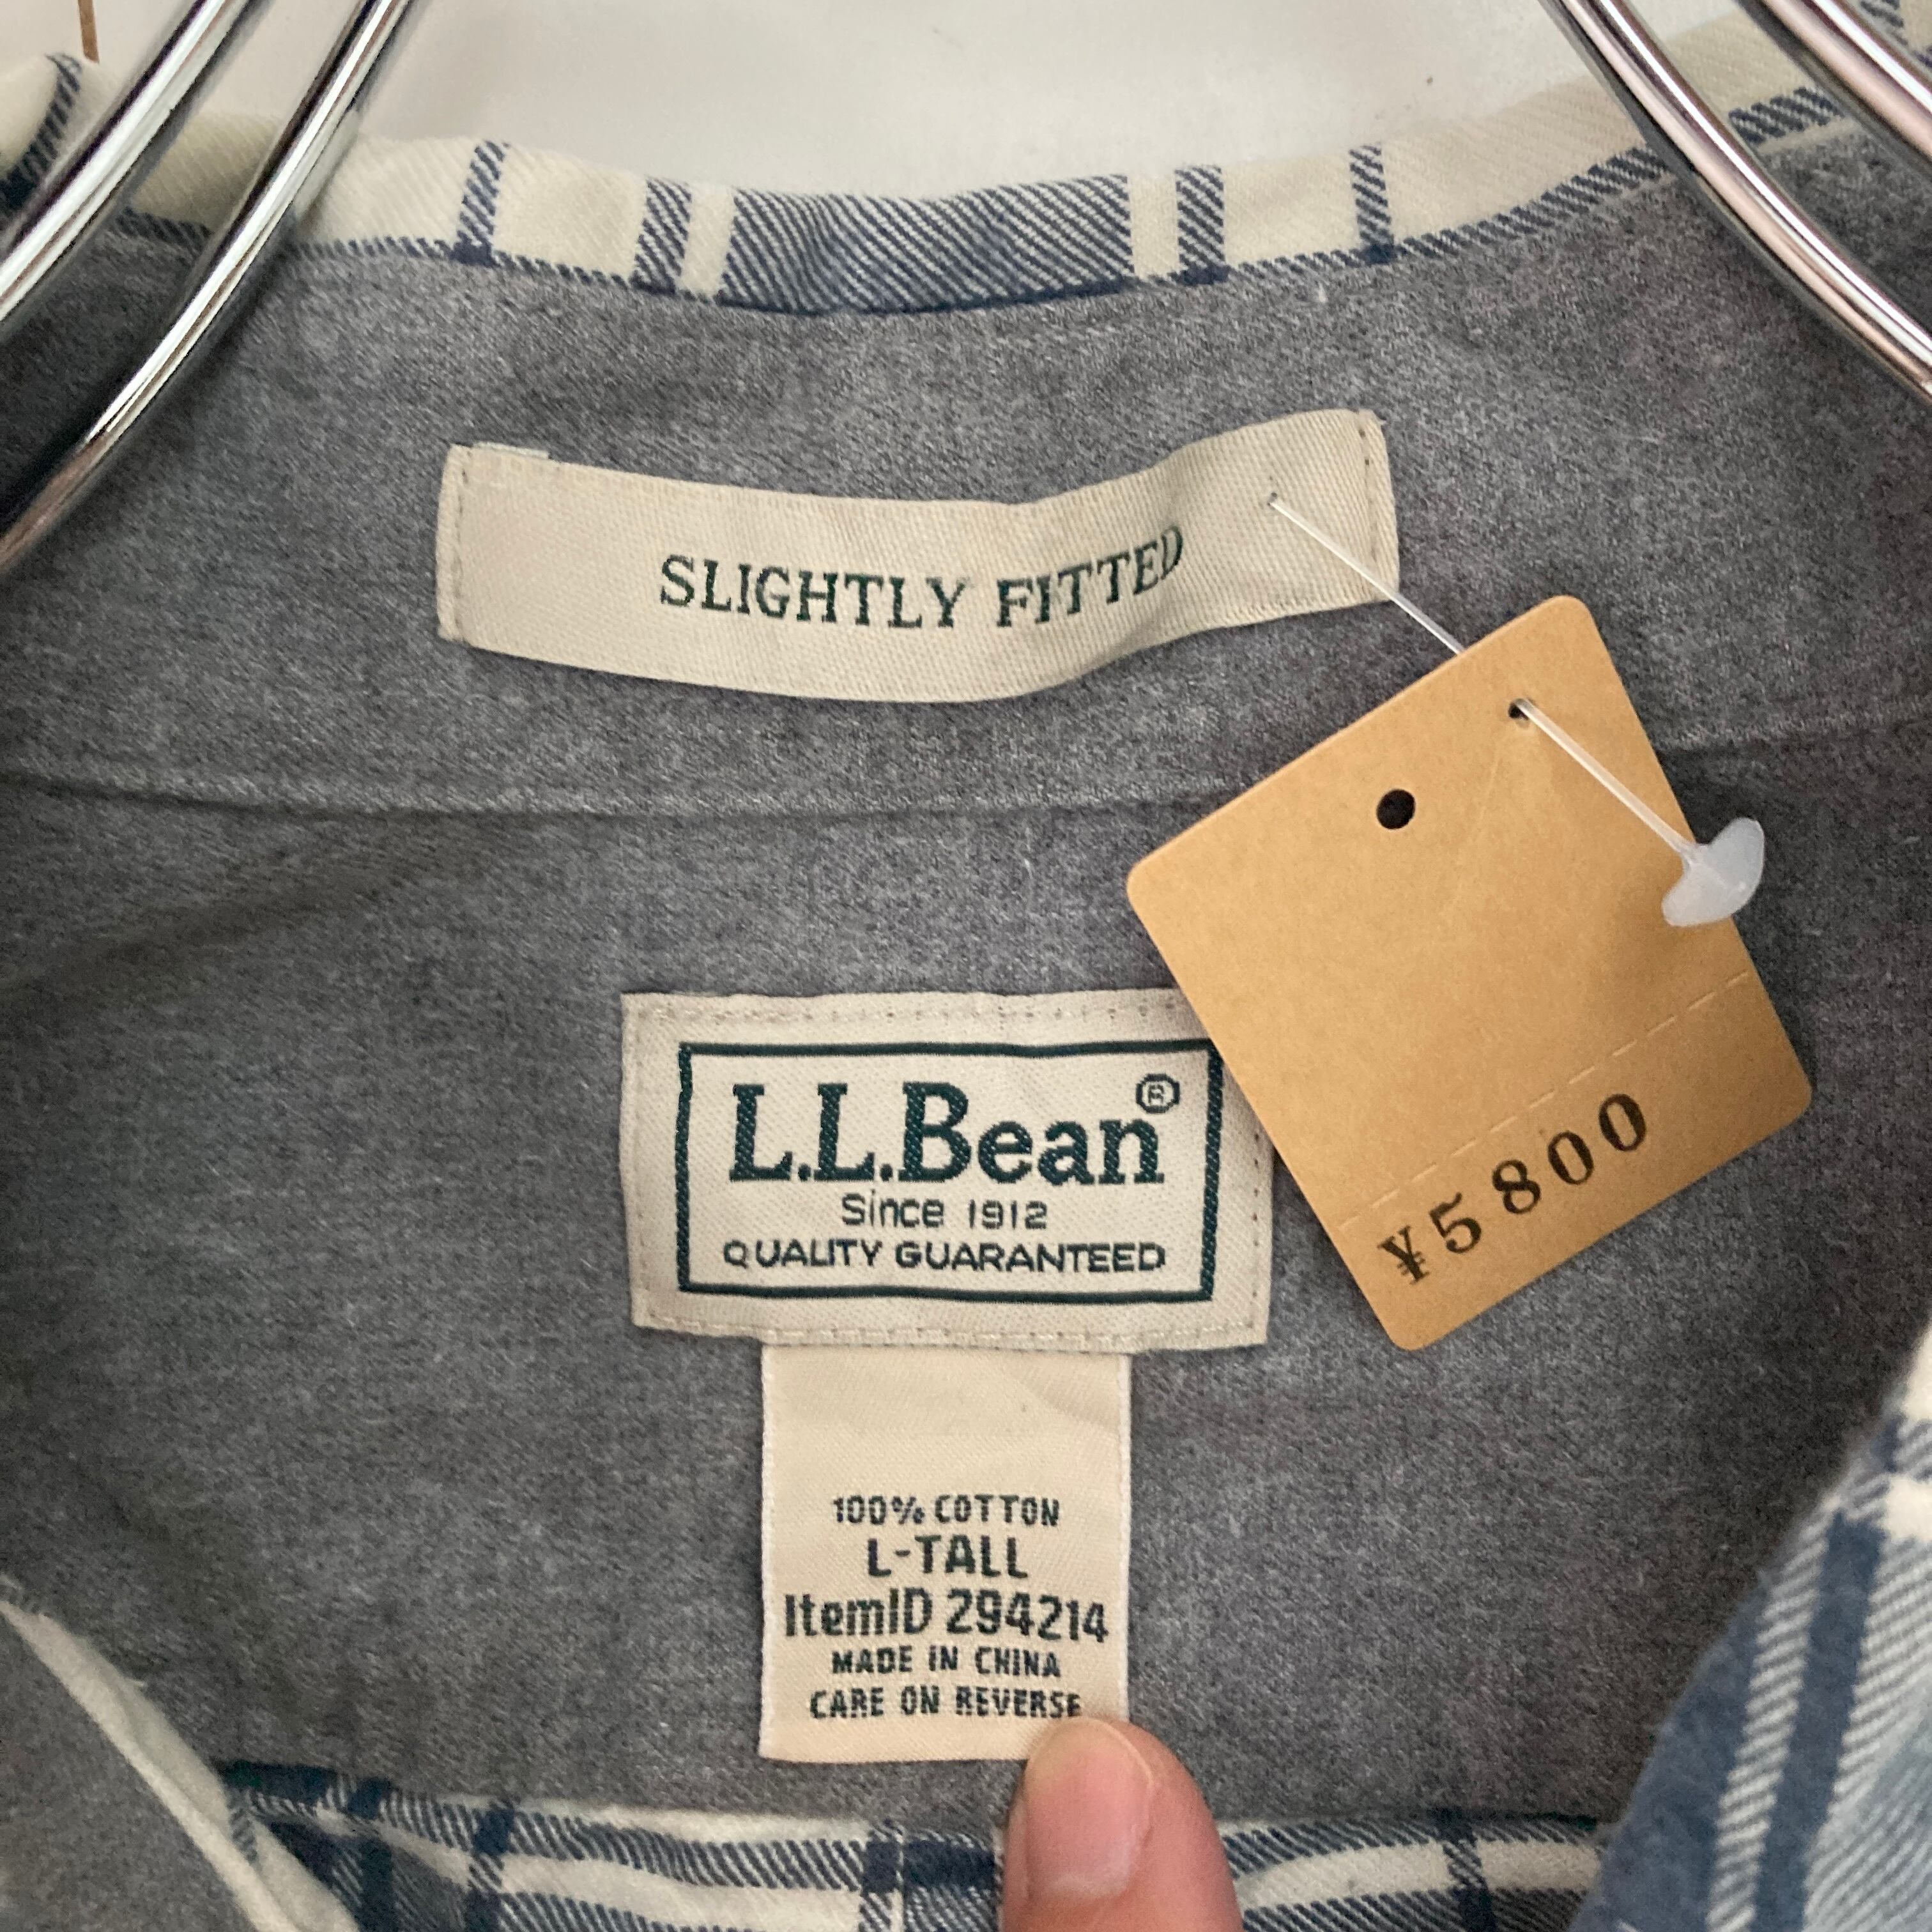 SLIGHTLY FITTED
L.L.Bean®
Since 1912
QUALITY GUARANTEED
¥5800
100% COTTON
L-TALL
ItemID 294214
MADE IN CHINA
CARE ON REVERSE